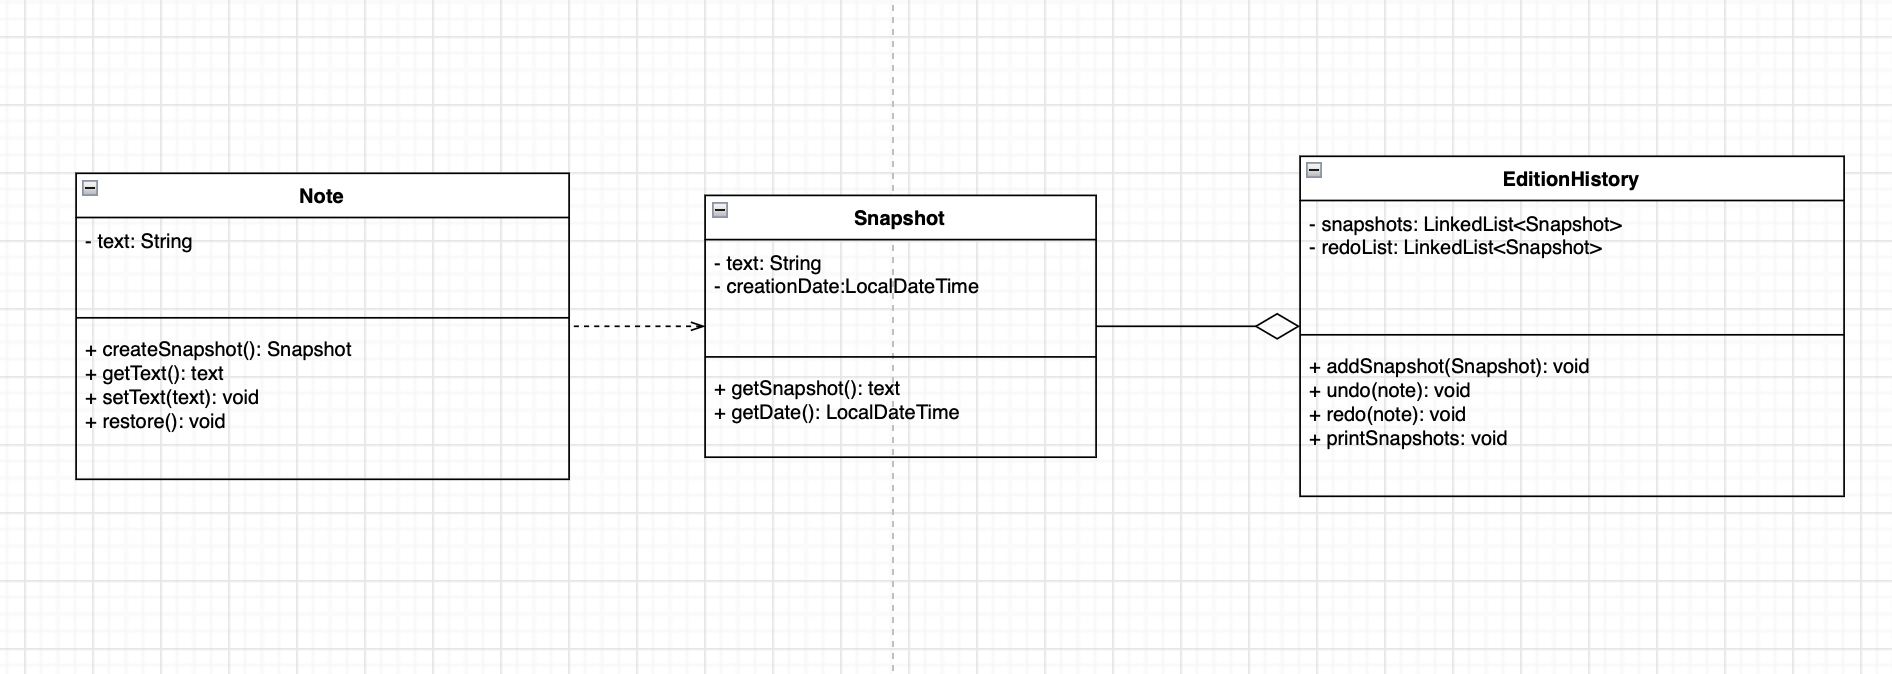 Note
- text: String
+ createSnapshot(): Snapshot
+ getText(): text
+ setText(text): void
+ restore(): void
Snapshot
- text: String
- creationDate:LocalDateTime
+ getSnapshot(): text
+ getDate(): LocalDateTime
EditionHistory
- snapshots: LinkedList<Snapshot>
- redoList: LinkedList<Snapshot>
+ addSnapshot(Snapshot): void
+ undo(note): void
+ redo(note): void
+ printSnapshots: void